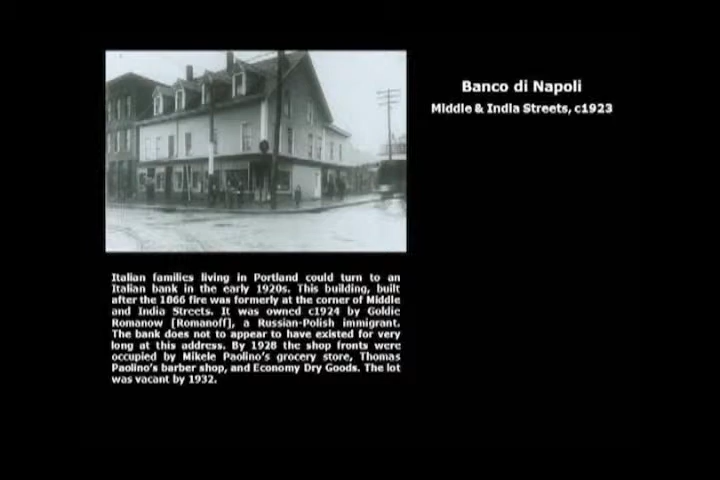 Banco di Napoli
Middle & India Streets, c1923
Italian families living in Portland could turn to an
Italian bank in the early 1920s. This building, built
after the 1866 fire was formerly at the corner of Middle
and India Streets. It was owned c1924 by Goldie
Romanow [Romanoff], a Russian-Polish immigrant.
The bank does not to appear to have existed for very
long at this address. By 1928 the shop fronts were
occupied by Mikele Paolino's grocery store, Thomas
Paolino's barber shop, and Economy Dry Goods. The lot
was vacant by 1932.